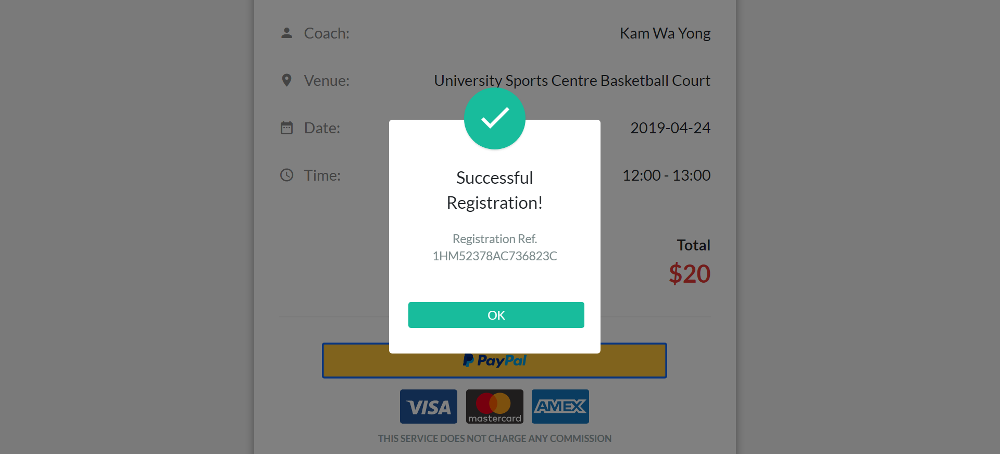 Coach: Kam Wa Yong
Venue: University Sports Centre Basketball Court
Date: 2019-04-24
Time: 12:00 - 13:00
Successful
Registration!
Registration Ref.
1HM52378AC736823C
OK
Total
$20
PayPal
VISA mastercard AMEX
THIS SERVICE DOES NOT CHARGE ANY COMMISSION